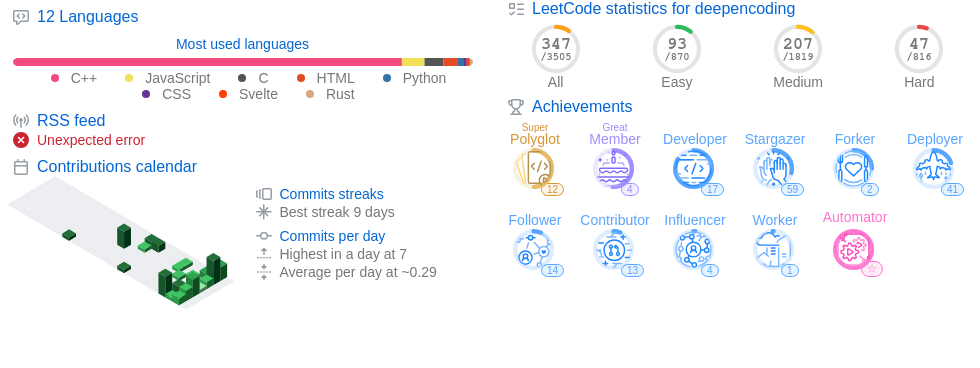 12 Languages
Most used languages
C++ JavaScript C HTML Python
CSS Svelte Rust
RSS feed
Unexpected error
Contributions calendar
Commits streaks
Best streak 9 days
Commits per day
Highest in a day at 7
Average per day at ~0.29
LeetCode statistics for deepencoding
347 93 207 47
/3505 /870 /1819 /816
All Easy Medium Hard
Achievements
Super Great
Polyglot Member Developer Stargazer Forker Deployer
12 4 17 59 2 41
Follower Contributor Influencer Worker Automator
14 13 4 1